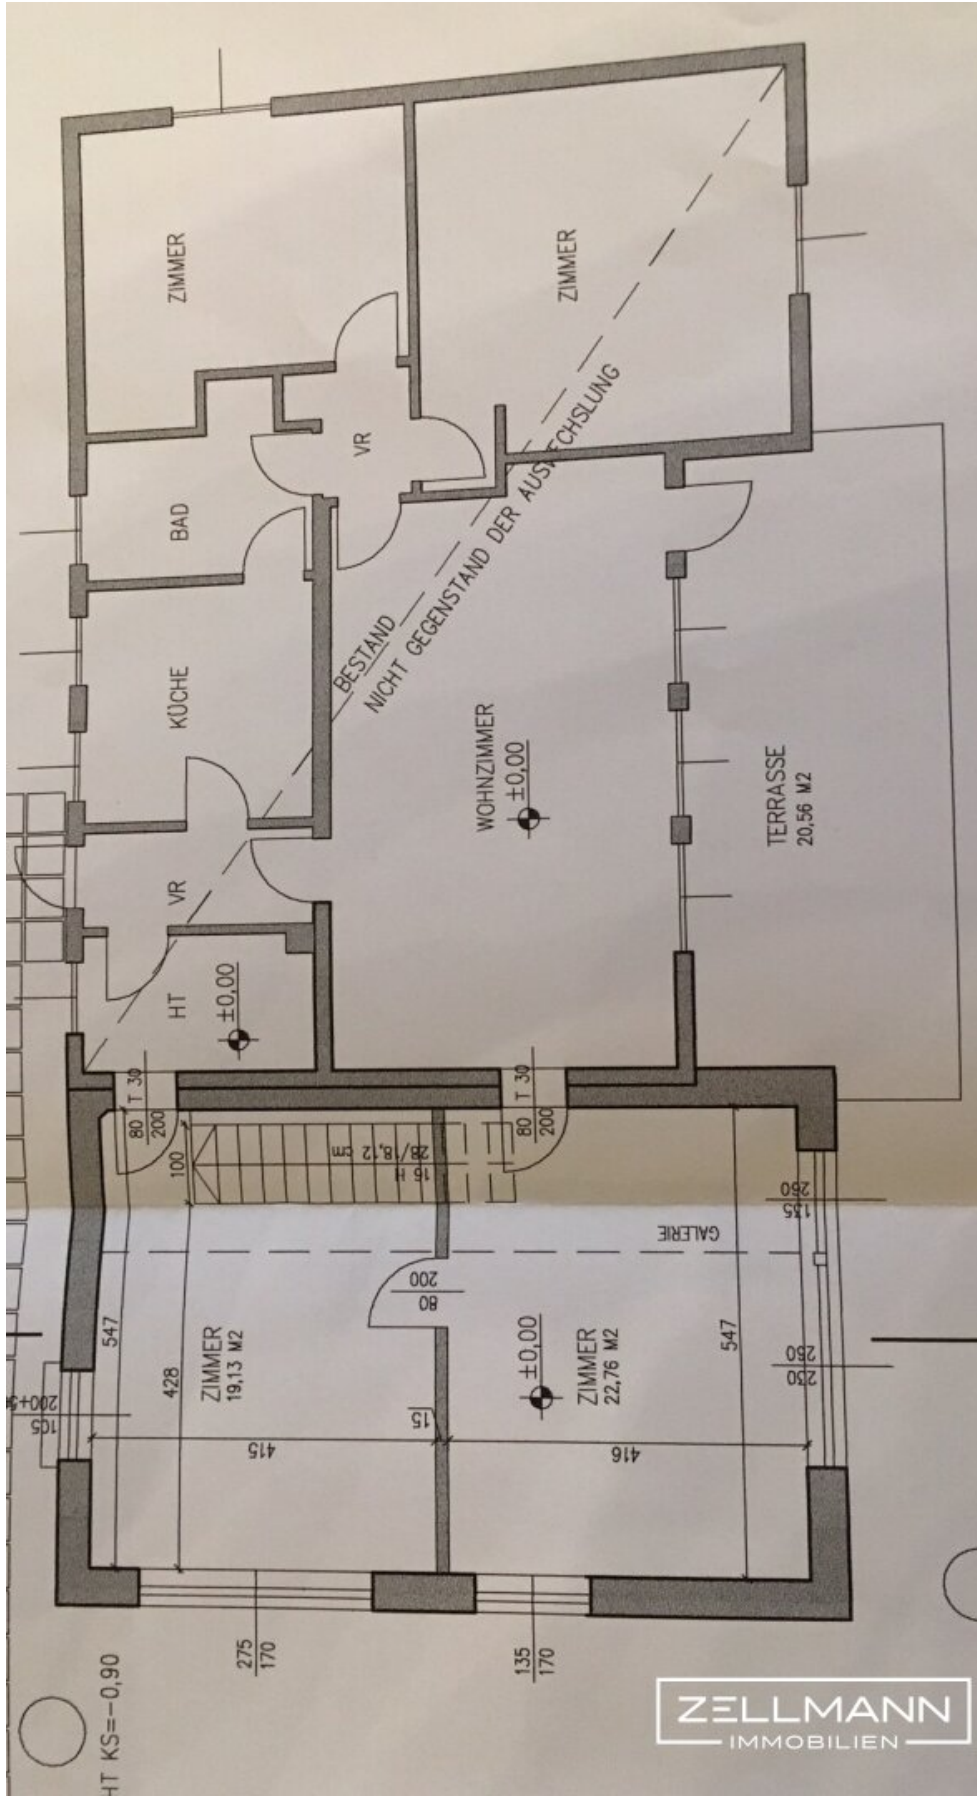 ZIMMER
ZIMMER
VR
BAD
KÜCHE
VR
HT
±0,00
BESTAND
NICHT GEGENSTAND DER AUSWECHSLUNG
WOHNZIMMER
±0,00
TERRASSE
20,56 M2
80 T 30
200
80 T 30
200
100
16 H
28/18,12
cm
GALERIE
135
260
230
260
80
200
547
428
547
ZIMMER
19,13 M2
±0,00
ZIMMER
22,76 M2
105
15
415
416
275
170
135
170
HT KS=-0,90
ZELLMANN
IMMOBILIEN